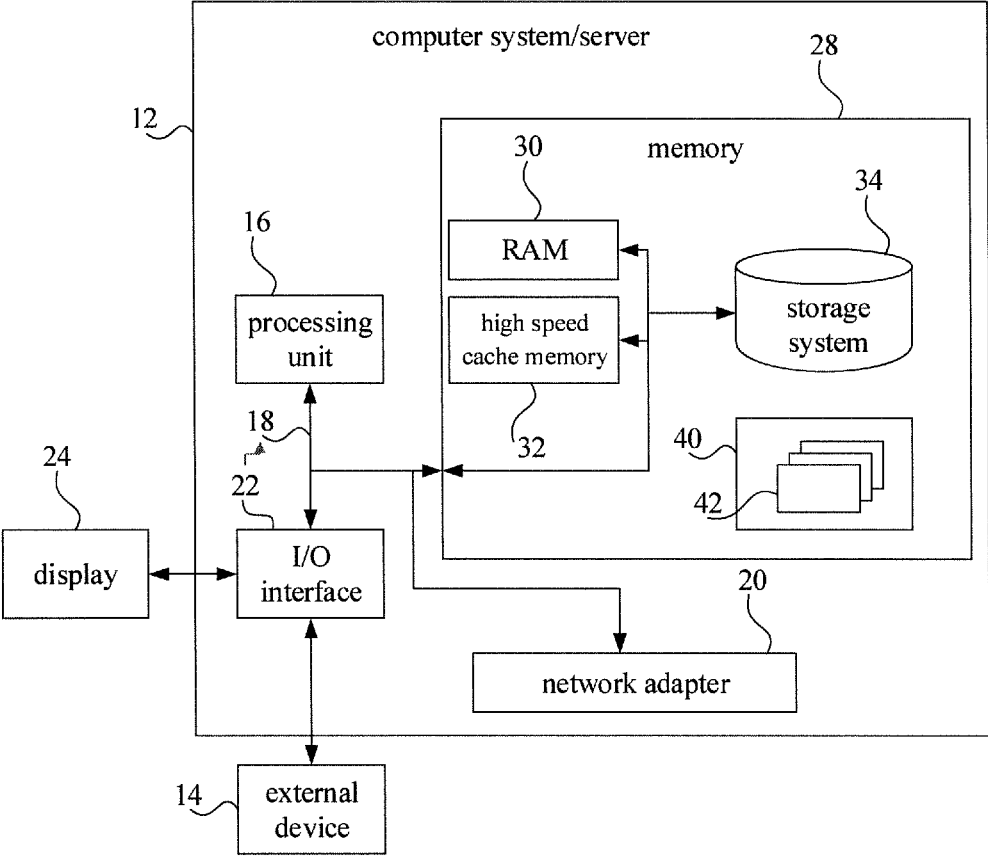 computer system/server
28
12
memory
30
34
16
RAM
processing
unit
high speed
cache memory
storage
system
18
32
40
24
22
42
display
I/O
interface
20
network adapter
14
external
device